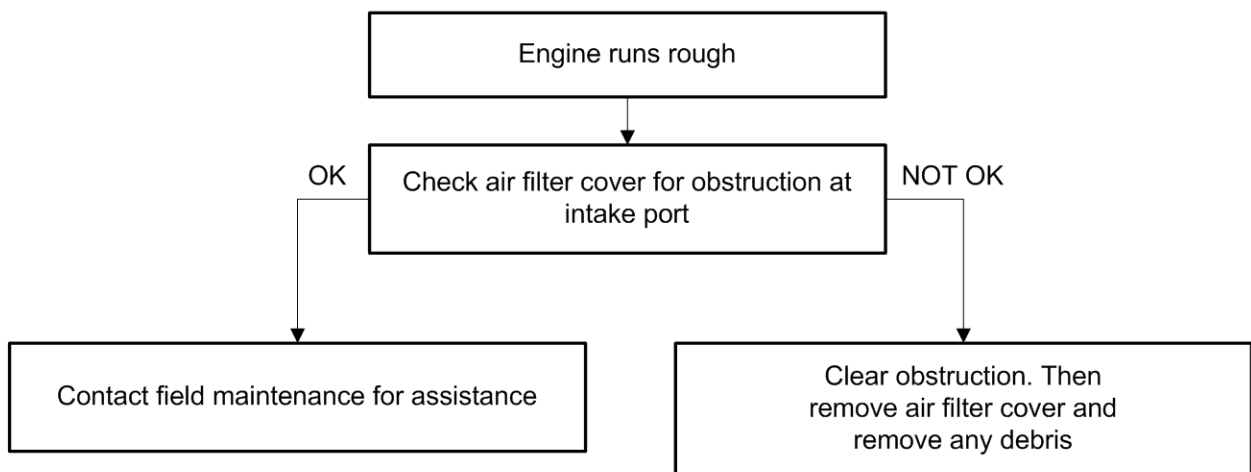 Engine runs rough
OK
NOT OK
Check air filter cover for obstruction at
intake port
Contact field maintenance for assistance
Clear obstruction. Then
remove air filter cover and
remove any debris